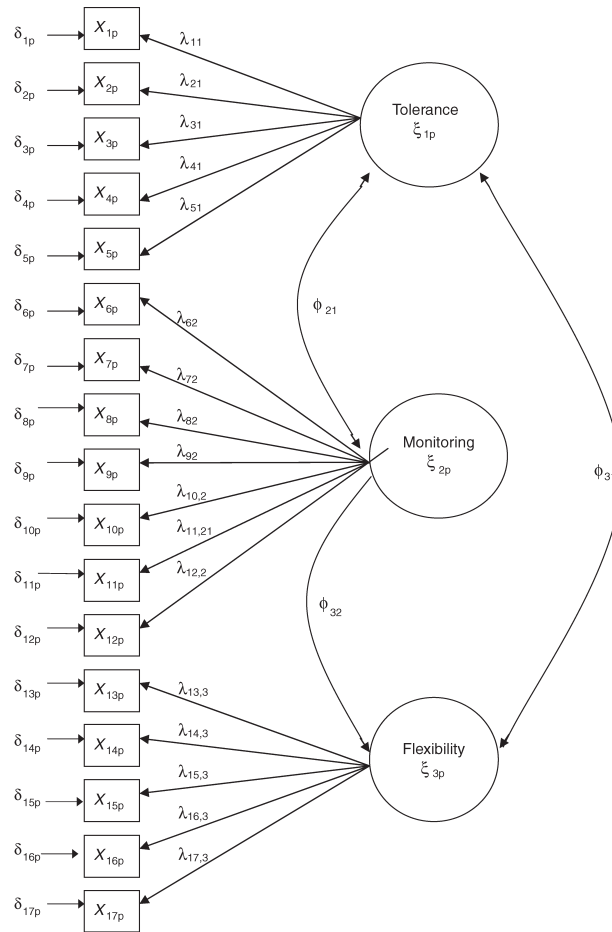 δ1p X1p λ11
δ2p X2p λ21
δ3p X3p λ31
δ4p X4p λ41
δ5p X5p λ51
Tolerance
ξ1p
ϕ21
δ6p X6p λ62
δ7p X7p λ72
δ8p X8p λ82
δ9p X9p λ92
δ10p X10p λ10,2
δ11p X11p λ11,21
δ12p X12p λ12,2
Monitoring
ξ2p
ϕ31
ϕ32
δ13p X13p λ13,3
δ14p X14p λ14,3
δ15p X15p λ15,3
δ16p X16p λ16,3
δ17p X17p λ17,3
Flexibility
ξ3p